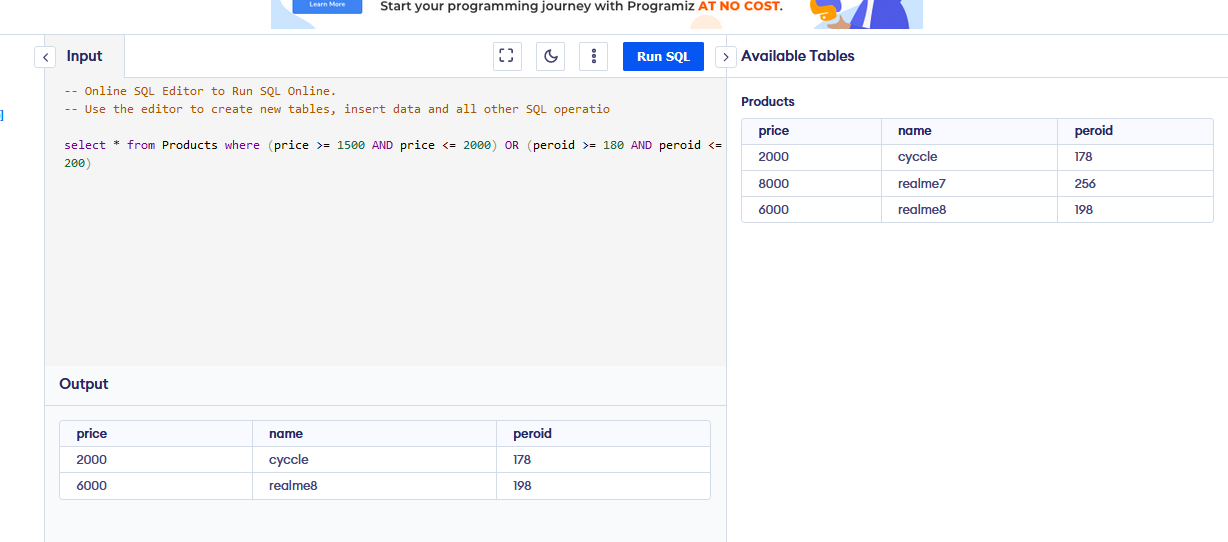 Learn More
Start your programming journey with Programiz AT NO COST.
Input
Run SQL
-- Online SQL Editor to Run SQL Online.
-- Use the editor to create new tables, insert data and all other SQL operatio
select * from Products where (price >= 1500 AND price <= 2000) OR (peroid >= 180 AND peroid <=
200)
Output
price name peroid
2000 cyccle 178
6000 realme8 198
Available Tables
Products
price name peroid
2000 cyccle 178
8000 realme7 256
6000 realme8 198